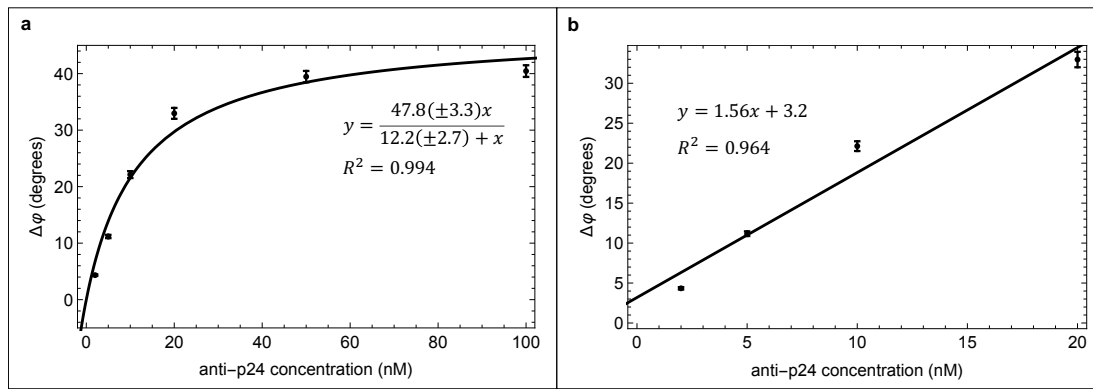 a
40
30
20
10
0
Δφ (degrees)
y = 47.8(±3.3)x / 12.2(±2.7) + x
R² = 0.994
0 20 40 60 80 100
anti−p24 concentration (nM)
b
30
25
20
15
10
5
0
Δφ (degrees)
y = 1.56x + 3.2
R² = 0.964
0 5 10 15 20
anti−p24 concentration (nM)